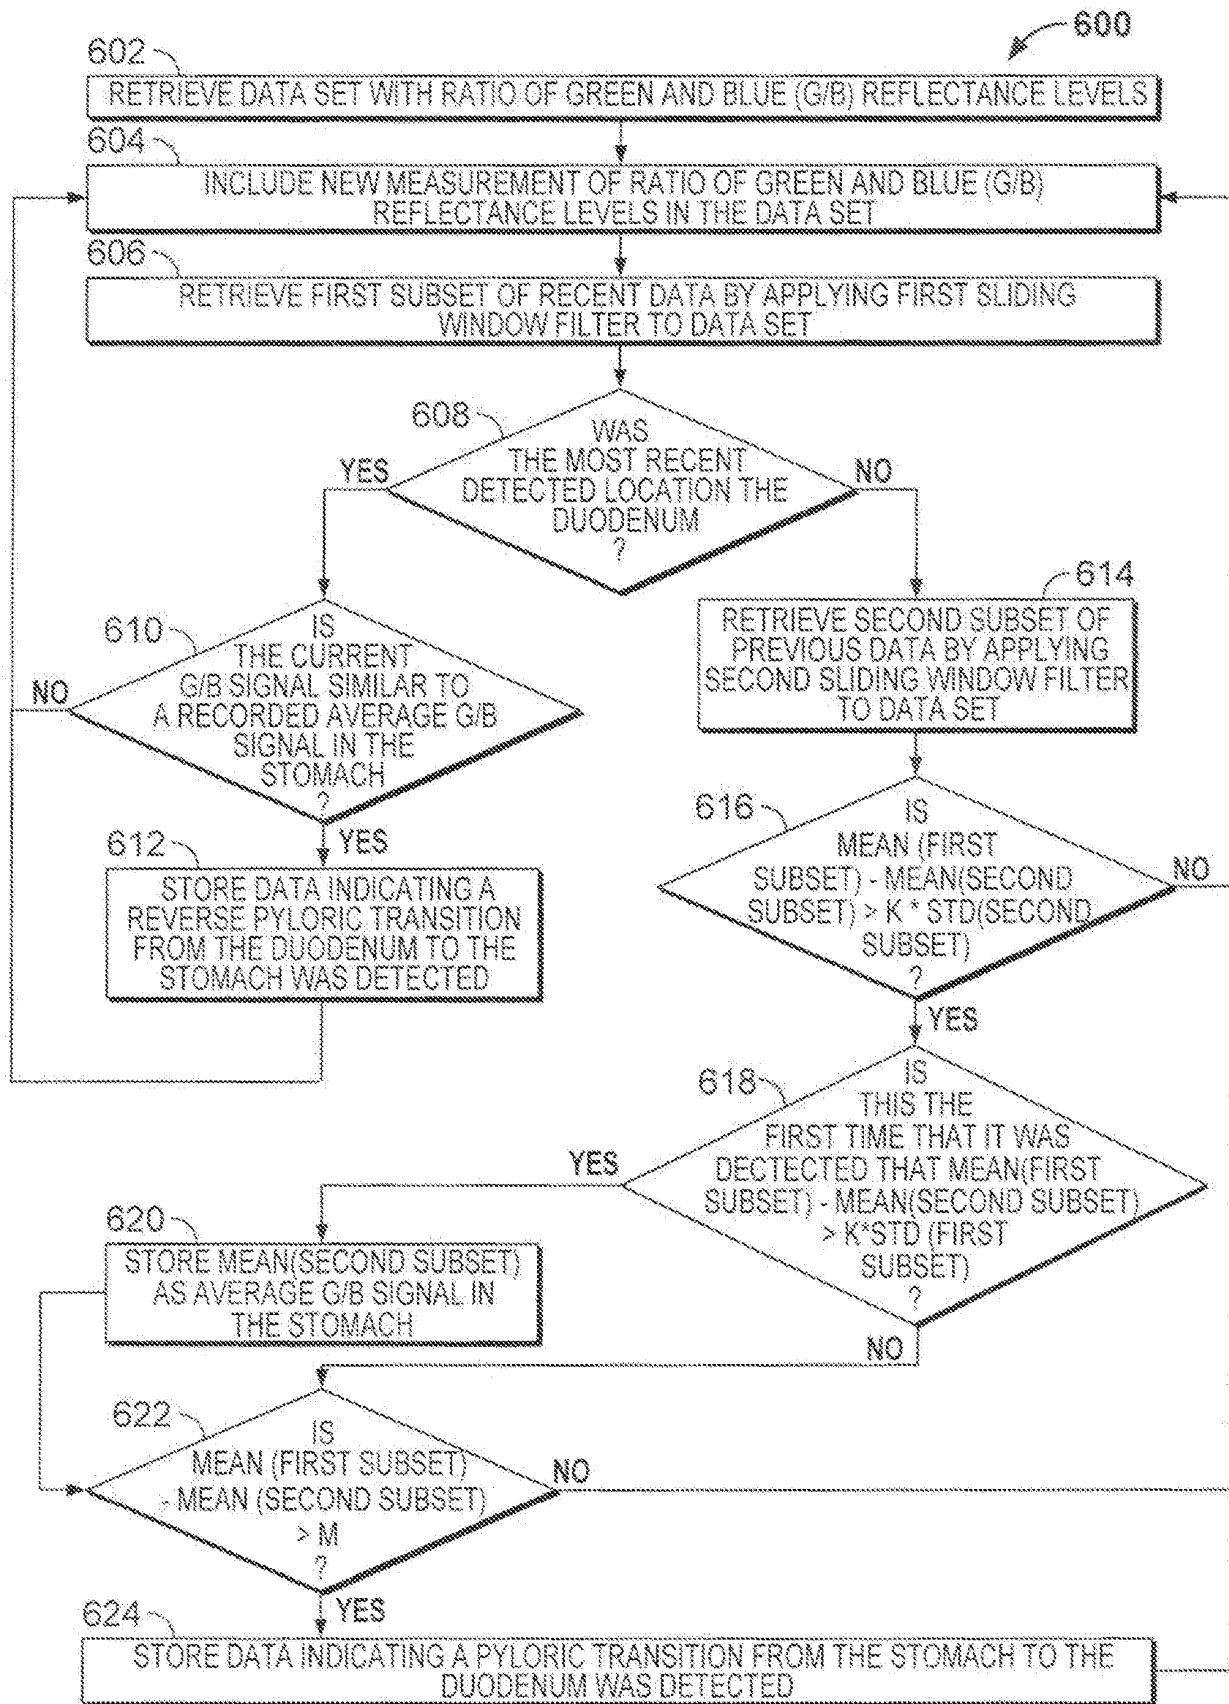 600
602
RETRIEVE DATA SET WITH RATIO OF GREEN AND BLUE (G/B) REFLECTANCE LEVELS
604
INCLUDE NEW MEASUREMENT OF RATIO OF GREEN AND BLUE (G/B)
REFLECTANCE LEVELS IN THE DATA SET
606
RETRIEVE FIRST SUBSET OF RECENT DATA BY APPLYING FIRST SLIDING
WINDOW FILTER TO DATA SET
608
WAS
THE MOST RECENT
DETECTED LOCATION THE
DUODENUM
?
YES
NO
610
IS
THE CURRENT
G/B SIGNAL SIMILAR TO
A RECORDED AVERAGE G/B
SIGNAL IN THE
STOMACH
?
NO
YES
612
STORE DATA INDICATING A
REVERSE PYLORIC TRANSITION
FROM THE DUODENUM TO THE
STOMACH WAS DETECTED
614
RETRIEVE SECOND SUBSET OF
PREVIOUS DATA BY APPLYING
SECOND SLIDING WINDOW FILTER
TO DATA SET
616
IS
MEAN (FIRST
SUBSET) - MEAN(SECOND
SUBSET) > K * STD(SECOND
SUBSET)
?
NO
YES
618
IS
THIS THE
FIRST TIME THAT IT WAS
DECTECTED THAT MEAN(FIRST
SUBSET) - MEAN(SECOND SUBSET)
> K*STD (FIRST
SUBSET)
?
YES
NO
620
STORE MEAN(SECOND SUBSET)
AS AVERAGE G/B SIGNAL IN
THE STOMACH
622
IS
MEAN (FIRST SUBSET)
- MEAN (SECOND SUBSET)
> M
?
NO
YES
624
STORE DATA INDICATING A PYLORIC TRANSITION FROM THE STOMACH TO THE
DUODENUM WAS DETECTED